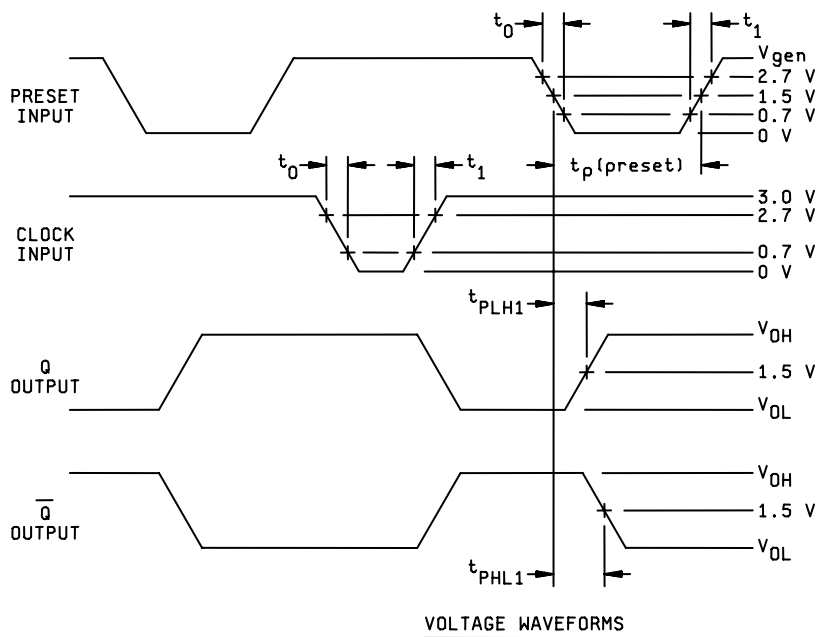 t0
t1
PRESET
INPUT
Vgen
2.7 V
1.5 V
0.7 V
0 V
tp(preset)
t0
t1
CLOCK
INPUT
3.0 V
2.7 V
0.7 V
0 V
tPLH1
Q
OUTPUT
VOH
1.5 V
VOL
Q̅
OUTPUT
VOH
1.5 V
VOL
tPHL1
VOLTAGE WAVEFORMS